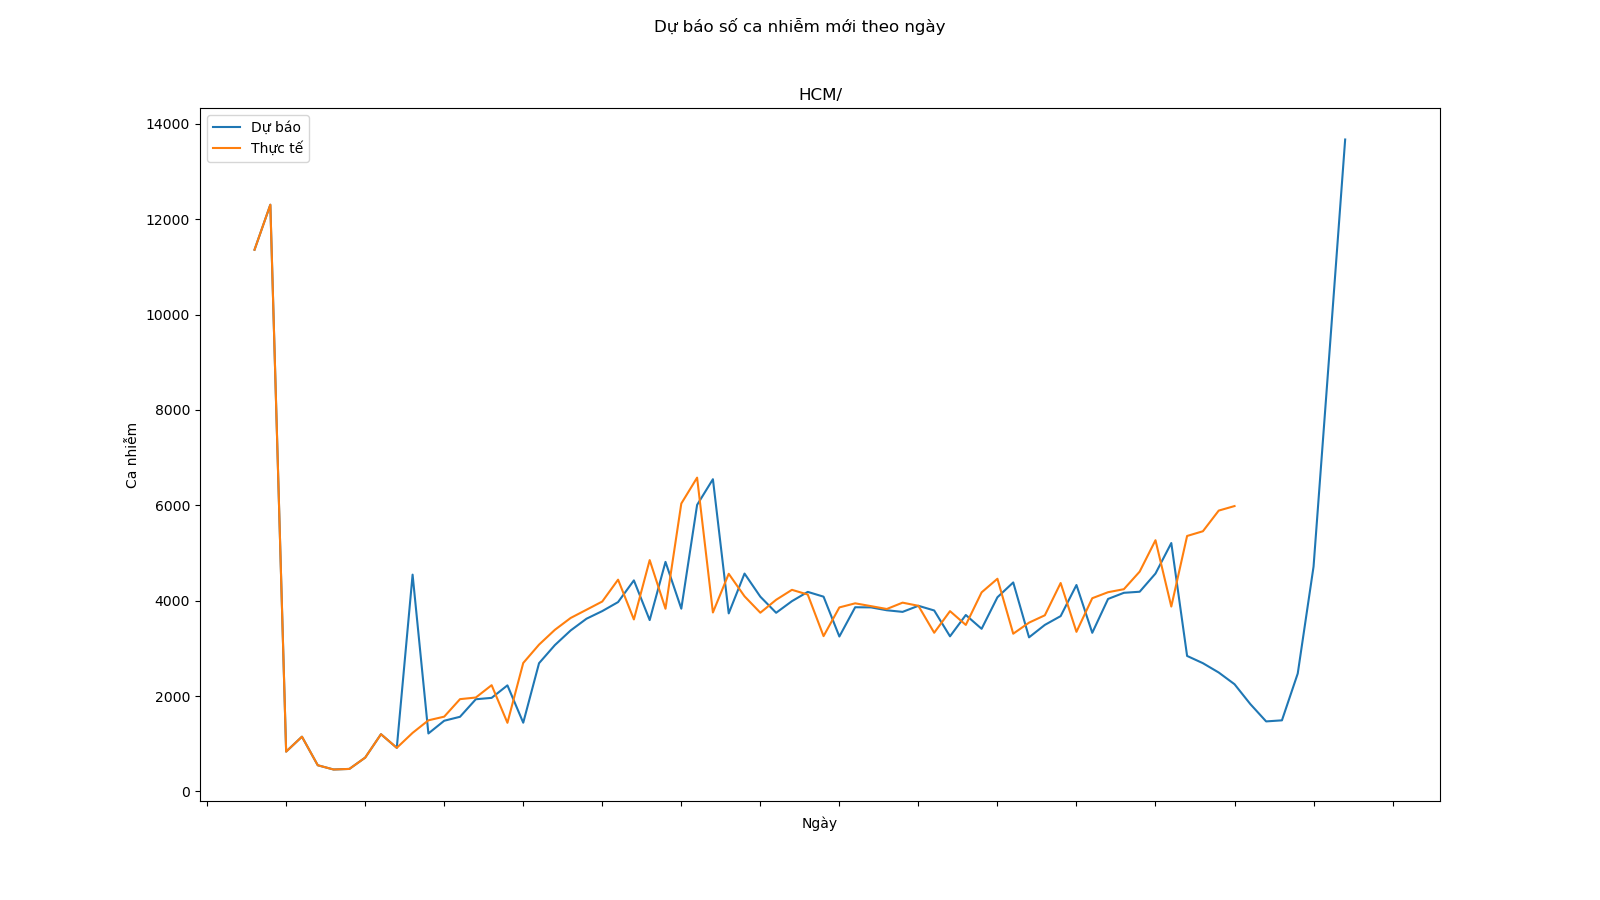 Dự báo số ca nhiễm mới theo ngày
HCM/
Dự báo
Thực tế
14000
12000
10000
8000
6000
4000
2000
0
Ca nhiễm
Ngày